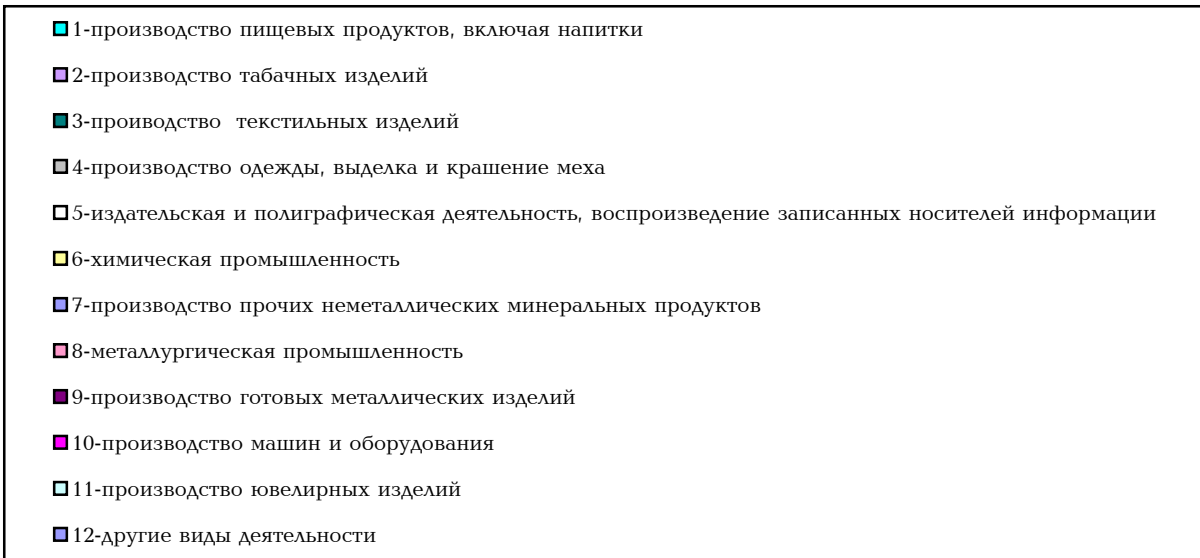 1-производство пищевых продуктов, включая напитки
2-производство табачных изделий
3-проиводство  текстильных изделий
4-производство одежды, выделка и крашение меха
5-издательская и полиграфическая деятельность, воспроизведение записанных носителей информации
6-химическая промышленность
7-производство прочих неметаллических минеральных продуктов
8-металлургическая промышленность
9-производство готовых металлических изделий
10-производство машин и оборудования
11-производство ювелирных изделий
12-другие виды деятельности